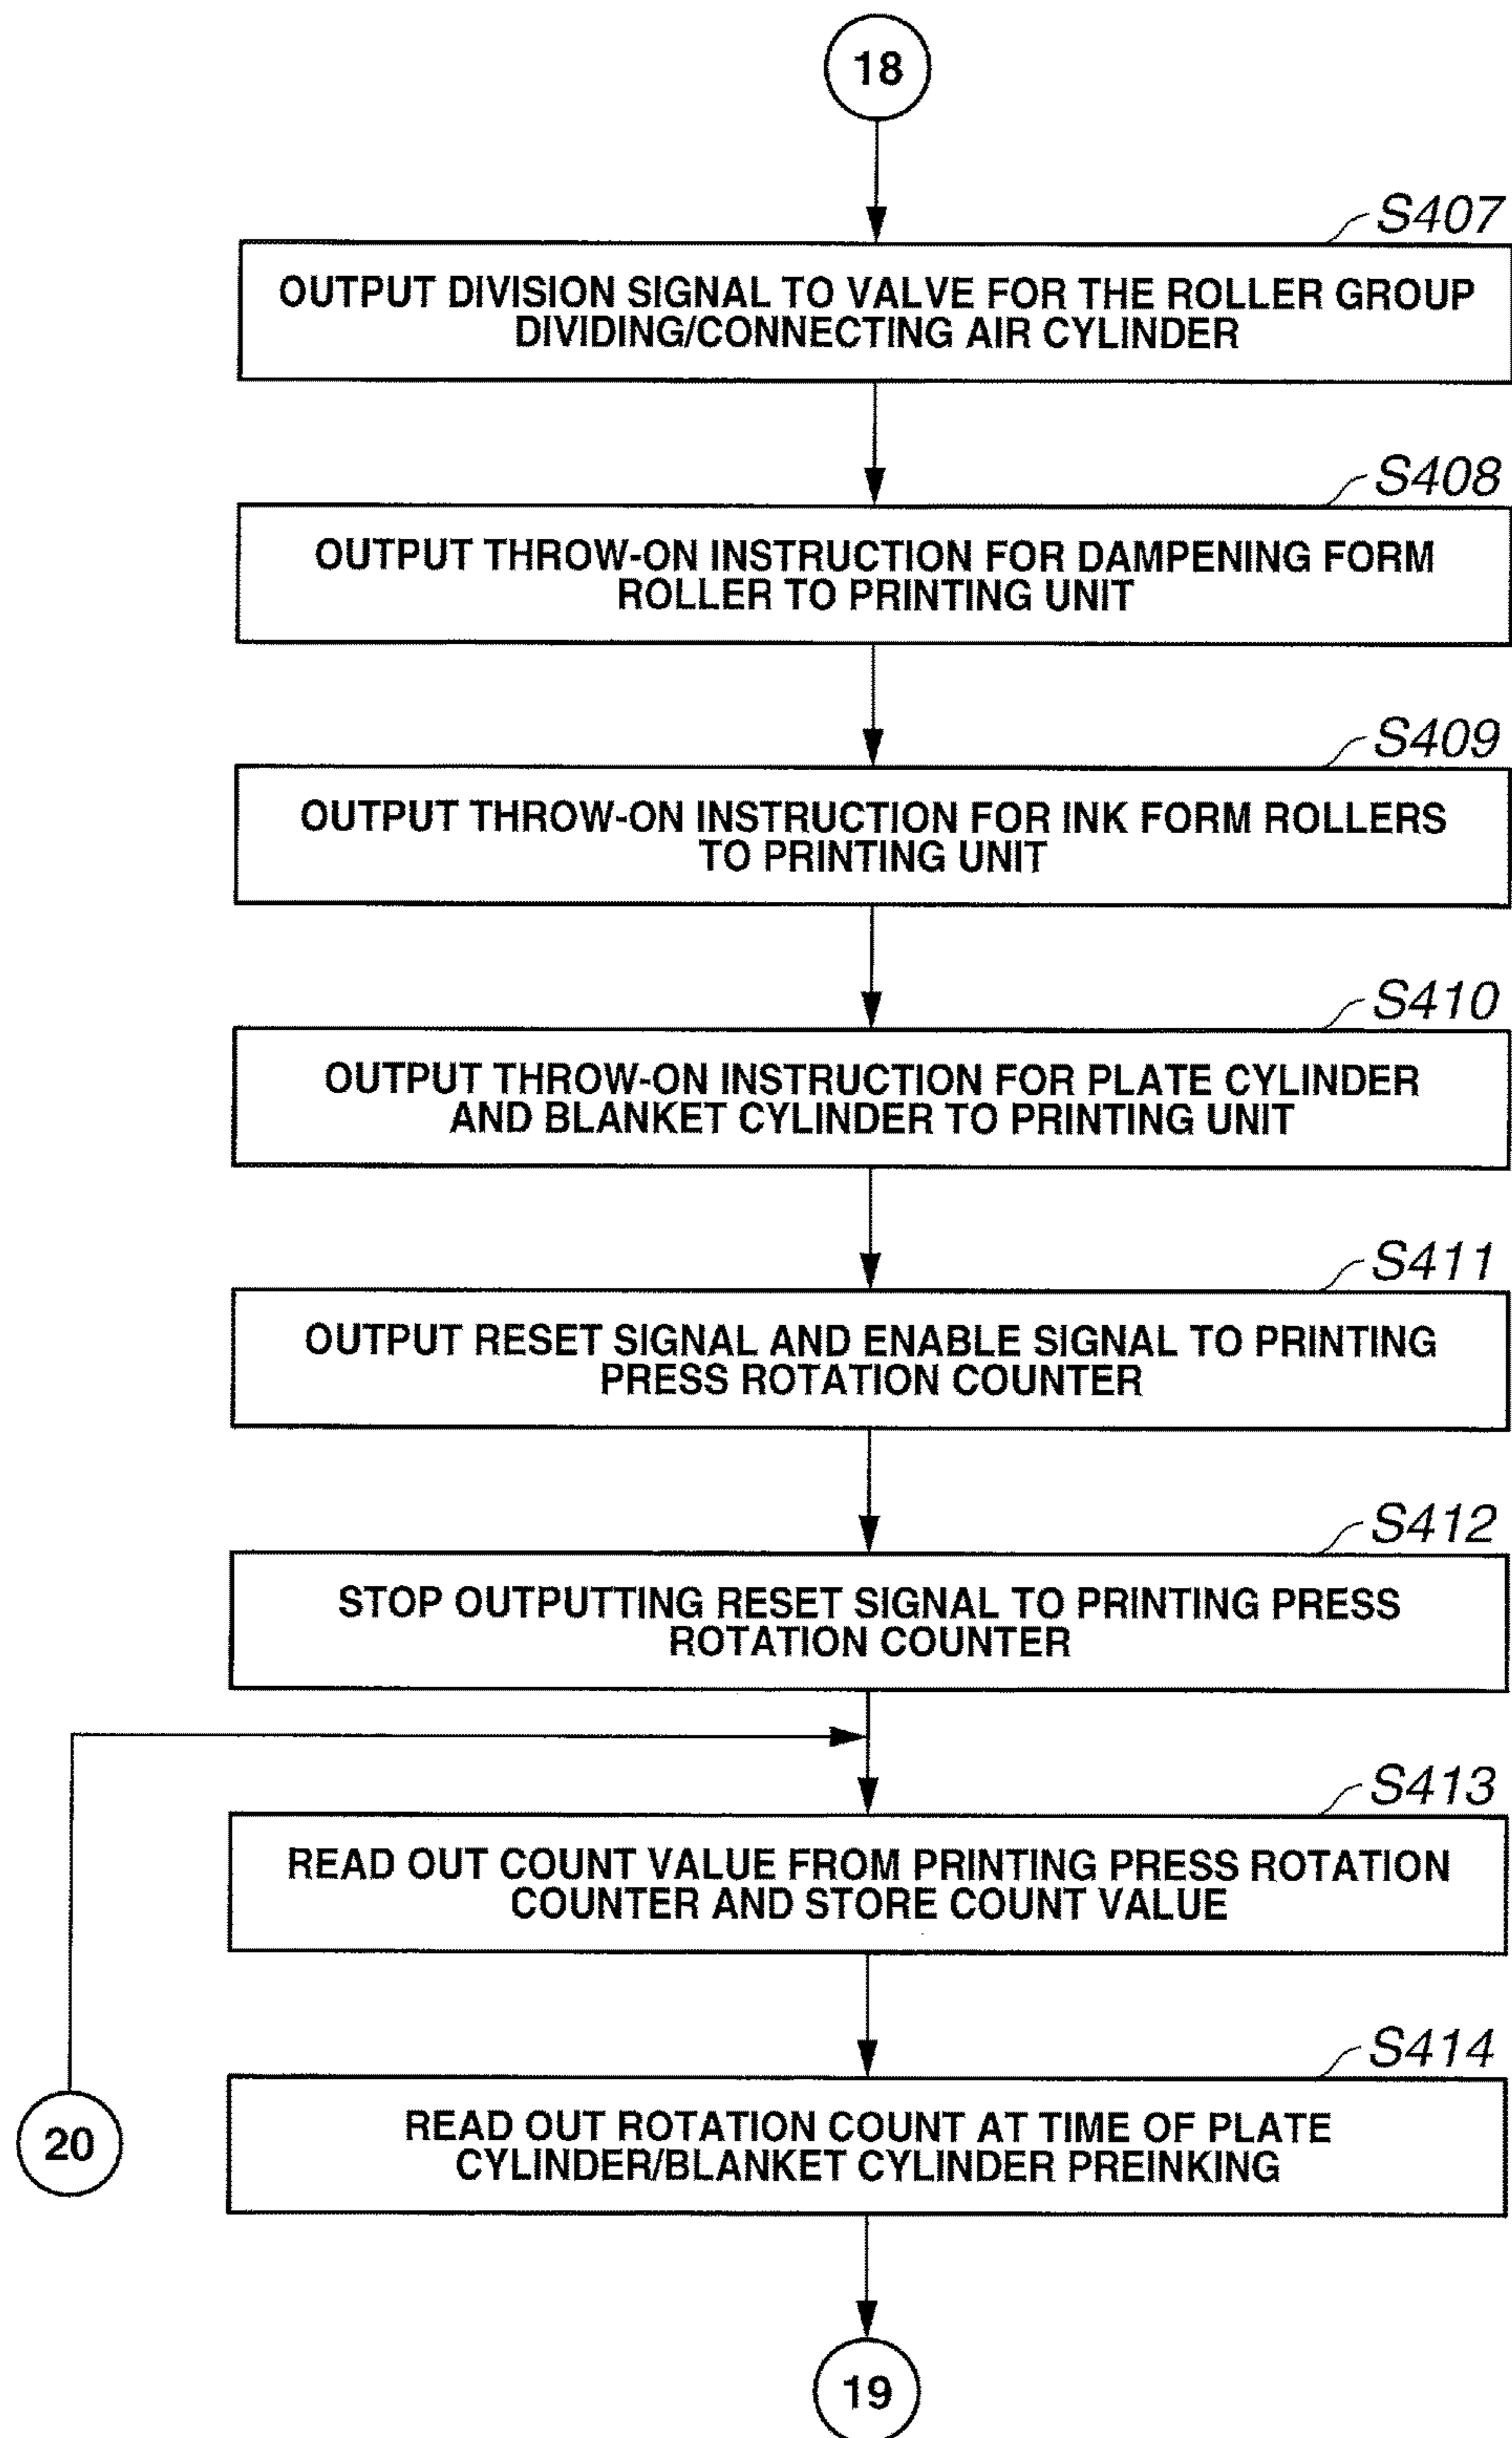 18
S407
OUTPUT DIVISION SIGNAL TO VALVE FOR THE ROLLER GROUP
DIVIDING/CONNECTING AIR CYLINDER
S408
OUTPUT THROW-ON INSTRUCTION FOR DAMPENING FORM
ROLLER TO PRINTING UNIT
S409
OUTPUT THROW-ON INSTRUCTION FOR INK FORM ROLLERS
TO PRINTING UNIT
S410
OUTPUT THROW-ON INSTRUCTION FOR PLATE CYLINDER
AND BLANKET CYLINDER TO PRINTING UNIT
S411
OUTPUT RESET SIGNAL AND ENABLE SIGNAL TO PRINTING
PRESS ROTATION COUNTER
S412
STOP OUTPUTTING RESET SIGNAL TO PRINTING PRESS
ROTATION COUNTER
S413
READ OUT COUNT VALUE FROM PRINTING PRESS ROTATION
COUNTER AND STORE COUNT VALUE
S414
READ OUT ROTATION COUNT AT TIME OF PLATE
CYLINDER/BLANKET CYLINDER PREINKING
20
19